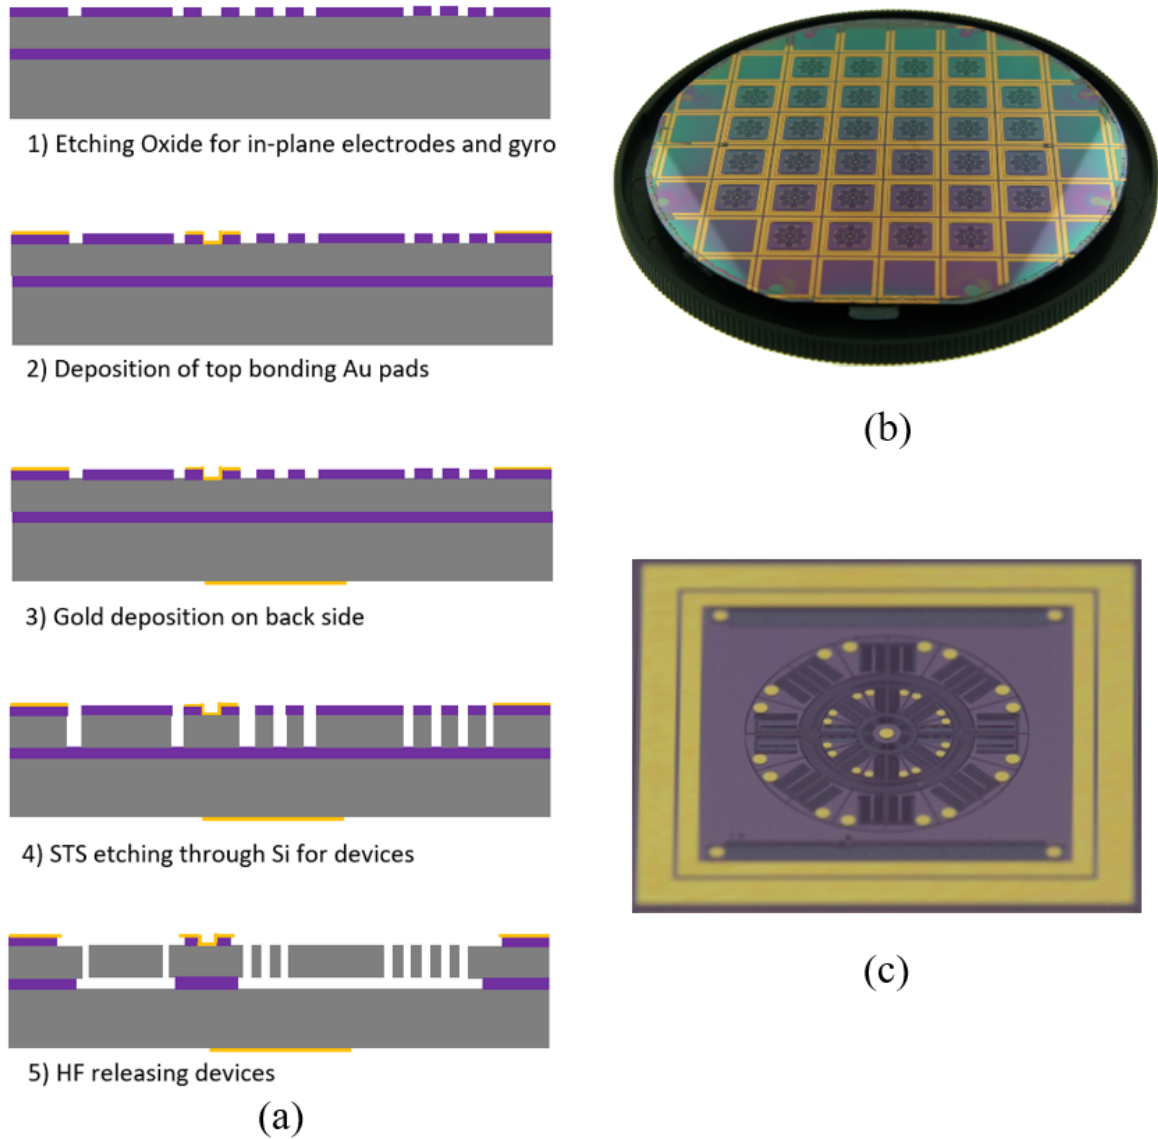 1) Etching Oxide for in-plane electrodes and gyro
2) Deposition of top bonding Au pads
3) Gold deposition on back side
4) STS etching through Si for devices
5) HF releasing devices
(a)
(b)
(c)